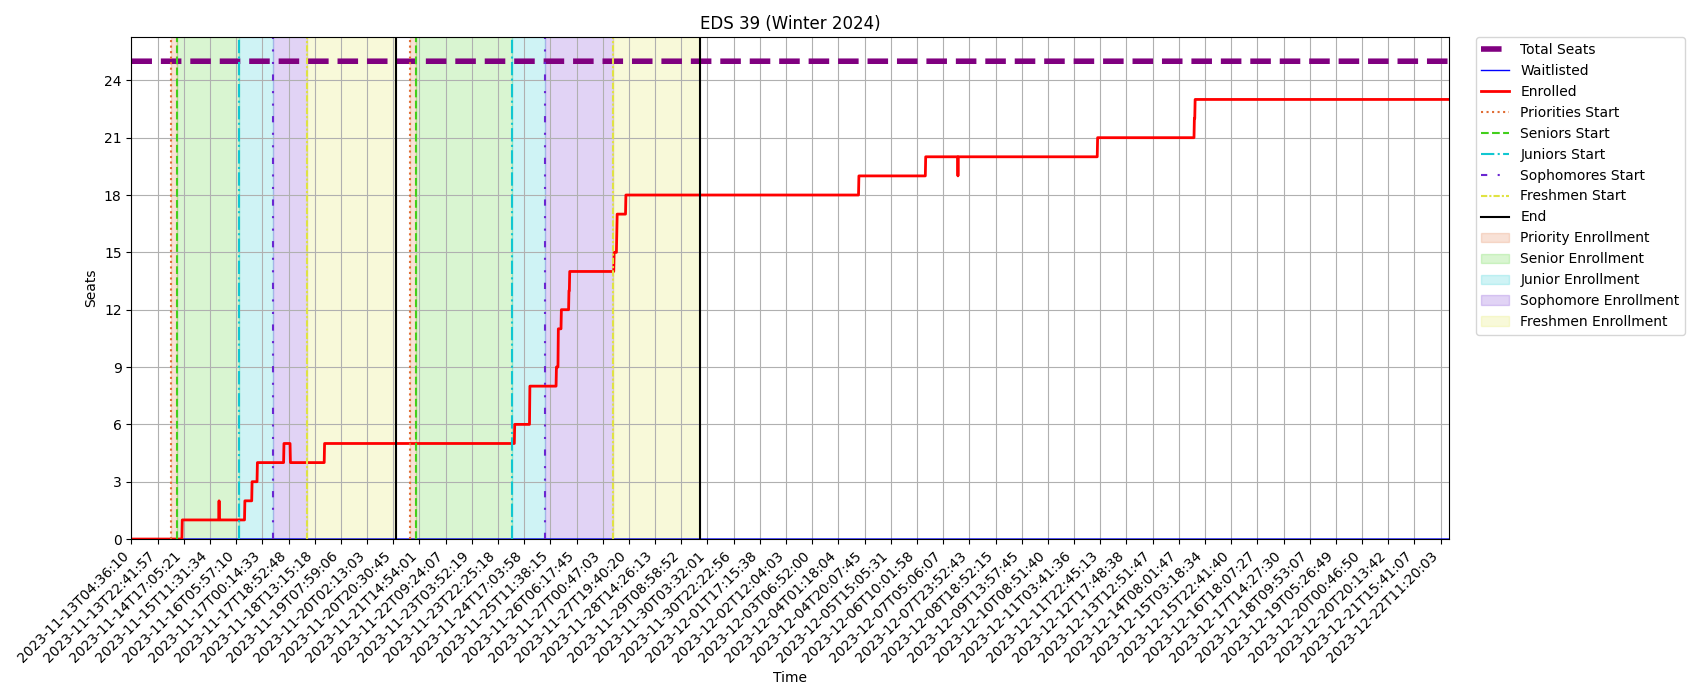 EDS 39 (Winter 2024)
Total Seats
Waitlisted
Enrolled
Priorities Start
Seniors Start
Juniors Start
Sophomores Start
Freshmen Start
End
Priority Enrollment
Senior Enrollment
Junior Enrollment
Sophomore Enrollment
Freshmen Enrollment
Seats
24
21
18
15
12
9
6
3
0
2023-11-13T04:36:10
2023-11-13T22:41:57
2023-11-14T17:05:21
2023-11-15T11:31:34
2023-11-16T05:57:10
2023-11-17T00:14:33
2023-11-17T18:52:48
2023-11-18T13:15:18
2023-11-19T07:59:06
2023-11-20T02:13:03
2023-11-20T20:30:45
2023-11-21T14:54:01
2023-11-22T09:24:07
2023-11-23T03:52:19
2023-11-23T22:25:18
2023-11-24T17:03:58
2023-11-25T11:38:15
2023-11-26T06:17:45
2023-11-27T00:47:03
2023-11-27T19:40:26
2023-11-28T14:26:13
2023-11-29T08:58:52
2023-11-30T03:32:01
2023-11-30T22:22:56
2023-12-01T17:15:38
2023-12-02T12:04:03
2023-12-03T06:52:00
2023-12-04T01:18:04
2023-12-04T20:07:45
2023-12-05T15:05:31
2023-12-06T10:01:58
2023-12-07T05:06:07
2023-12-07T23:52:43
2023-12-08T18:52:15
2023-12-09T13:57:45
2023-12-10T08:51:40
2023-12-11T03:41:36
2023-12-11T22:45:13
2023-12-12T17:48:38
2023-12-13T12:51:47
2023-12-14T08:01:47
2023-12-15T03:18:34
2023-12-15T22:41:40
2023-12-16T18:07:27
2023-12-17T14:27:30
2023-12-18T09:53:07
2023-12-19T05:26:49
2023-12-20T00:46:50
2023-12-20T20:13:42
2023-12-21T15:41:07
2023-12-22T11:20:03
Time